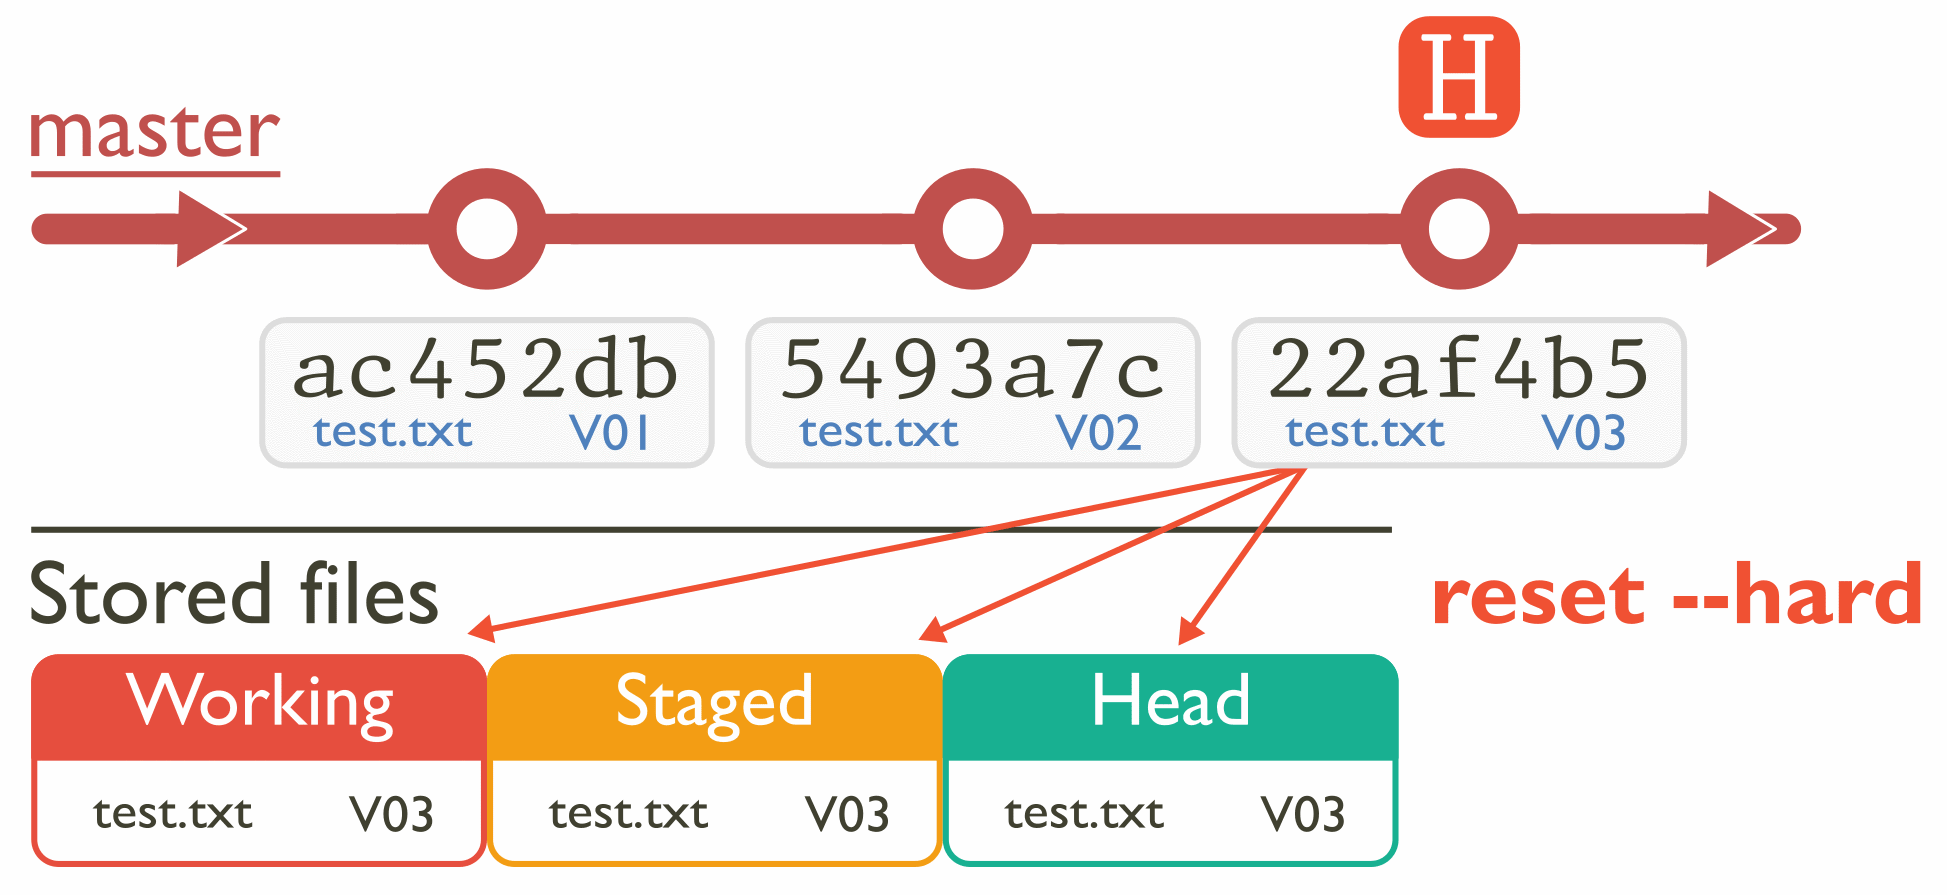 H
master
ac452db
test.txt V01
5493a7c
test.txt V02
22af4b5
test.txt V03
Stored files
reset --hard
Working
test.txt V03
Staged
test.txt V03
Head
test.txt V03